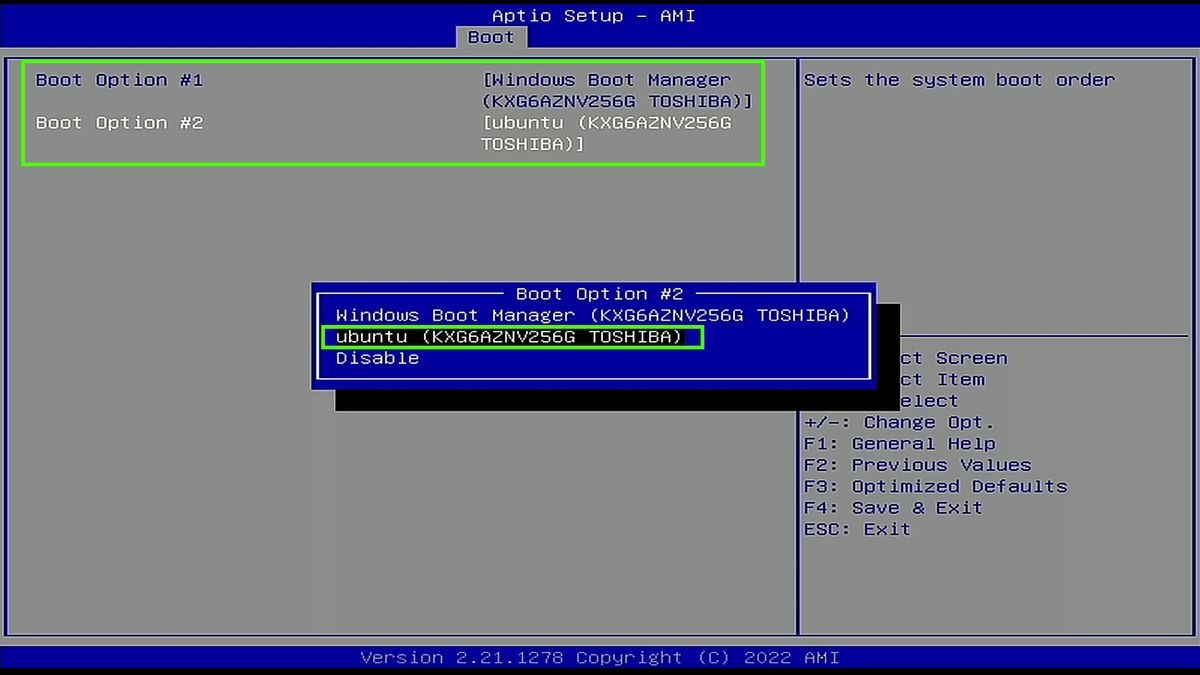 Aptio Setup - AMI
Boot
Boot Option #1
[Windows Boot Manager
(KXG6AZNV256G TOSHIBA)]
Boot Option #2
[ubuntu (KXG6AZNV256G
TOSHIBA)]
Sets the system boot order
Boot Option #2
Windows Boot Manager (KXG6AZNV256G TOSHIBA)
ubuntu (KXG6AZNV256G TOSHIBA)
Disable
ct Screen
ct Item
elect
+/-: Change Opt.
F1: General Help
F2: Previous Values
F3: Optimized Defaults
F4: Save & Exit
ESC: Exit
Version 2.21.1278 Copyright (C) 2022 AMI